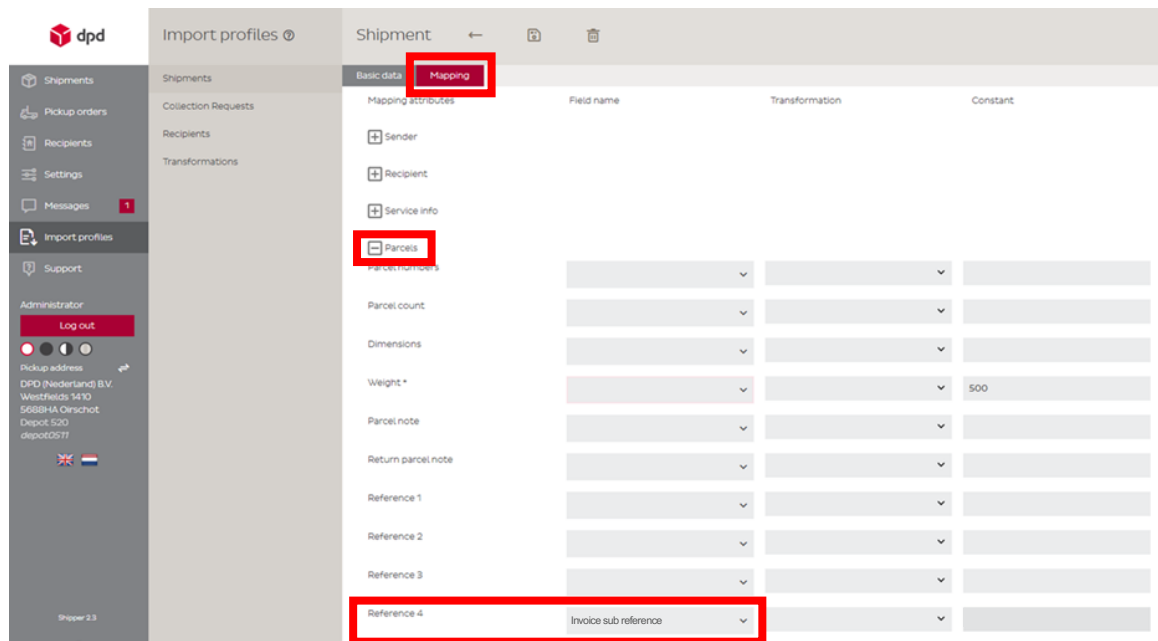 dpd
Import profiles
Shipment
Shipments
Pickup orders
Recipients
Settings
Messages 1
Import profiles
Support
Administrator
Log out
Pickup address
DPD (Nederland) B.V.
Westfields 1410
5688HA Oirschot
Depot 520
depot0511
Shipper 2.3
Shipments
Collection Requests
Recipients
Transformations
Basic data Mapping
Mapping attributes Field name Transformation Constant
Sender
Recipient
Service info
Parcels
Parcel numbers
Parcel count
Dimensions
Weight * 500
Parcel note
Return parcel note
Reference 1
Reference 2
Reference 3
Reference 4 Invoice sub reference